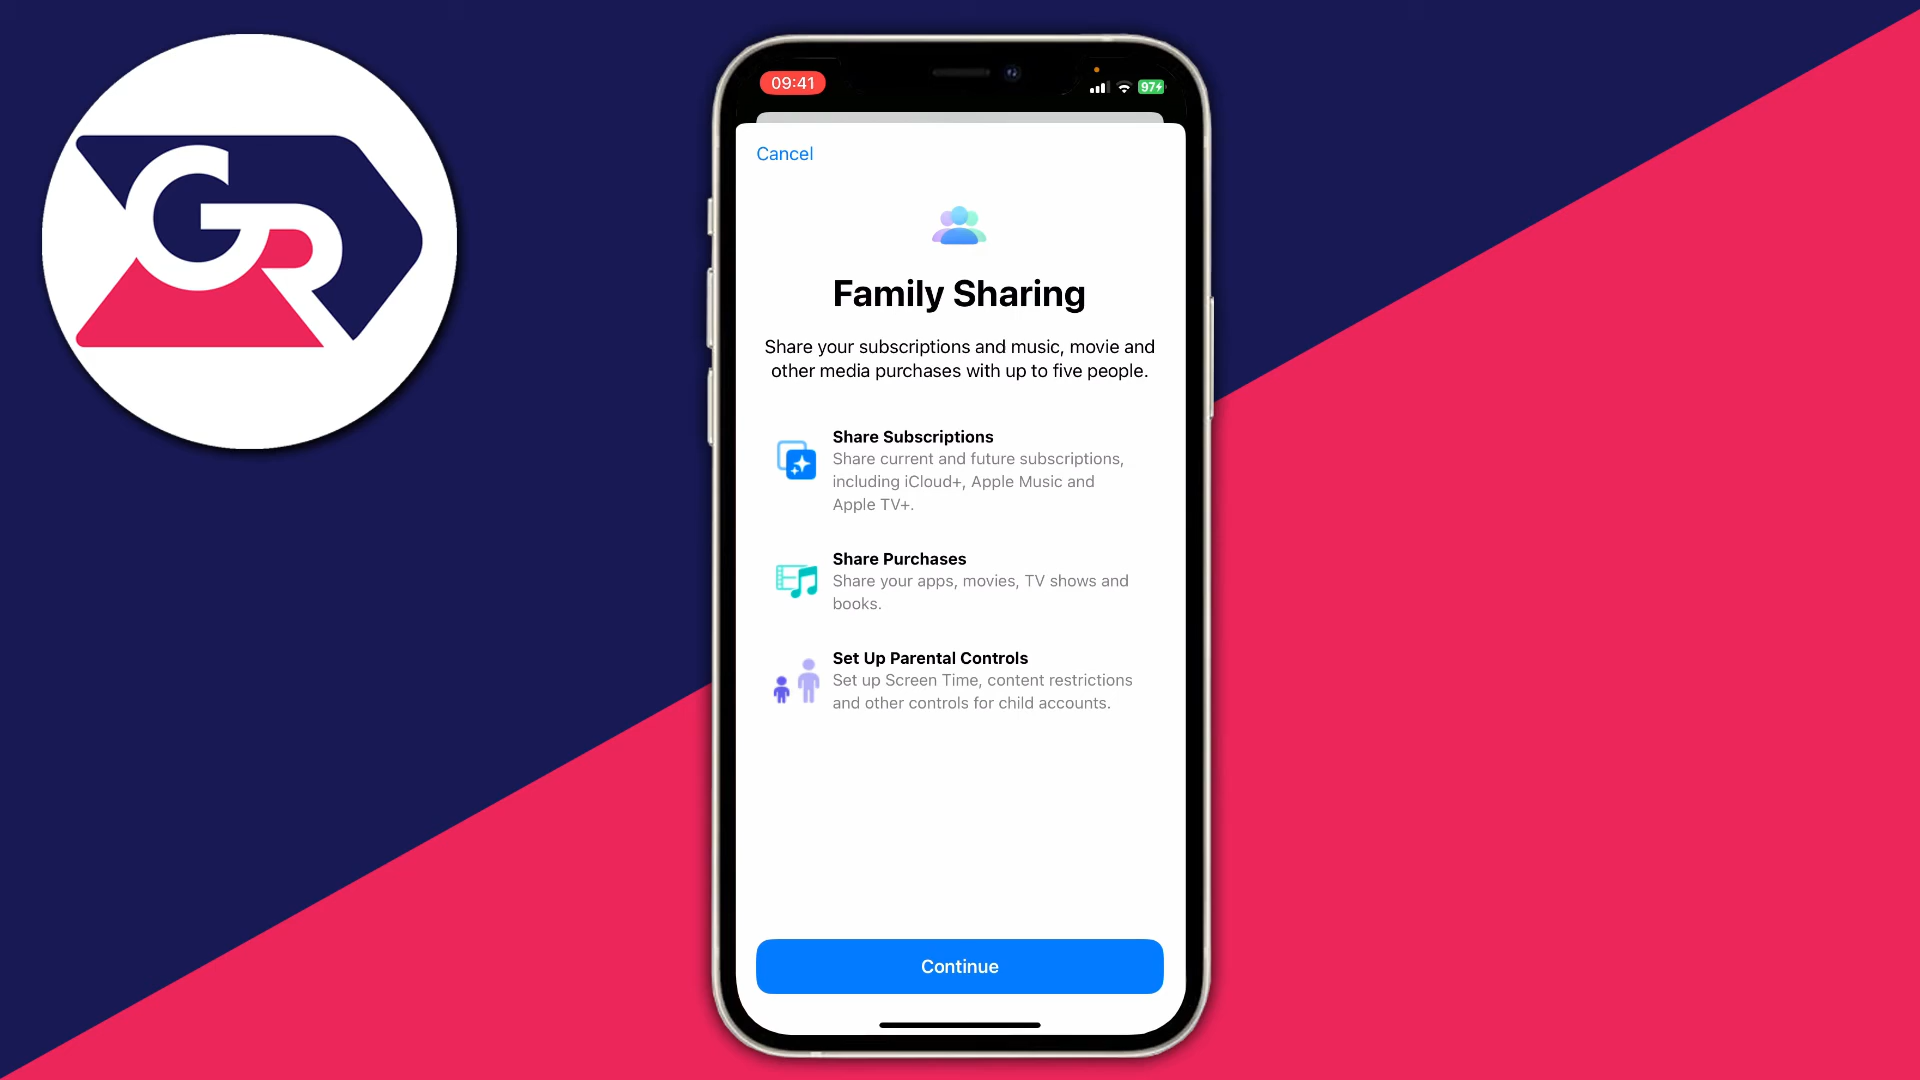 GR
09:41
97
Cancel
Family Sharing
Share your subscriptions and music, movie and
other media purchases with up to five people.
Share Subscriptions
Share current and future subscriptions,
including iCloud+, Apple Music and
Apple TV+.
Share Purchases
Share your apps, movies, TV shows and
books.
Set Up Parental Controls
Set up Screen Time, content restrictions
and other controls for child accounts.
Continue